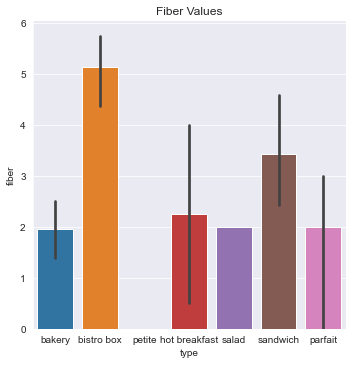 Fiber Values
6
5
4
3
2
1
0
fiber
bakery bistro box petite hot breakfast salad sandwich parfait
type